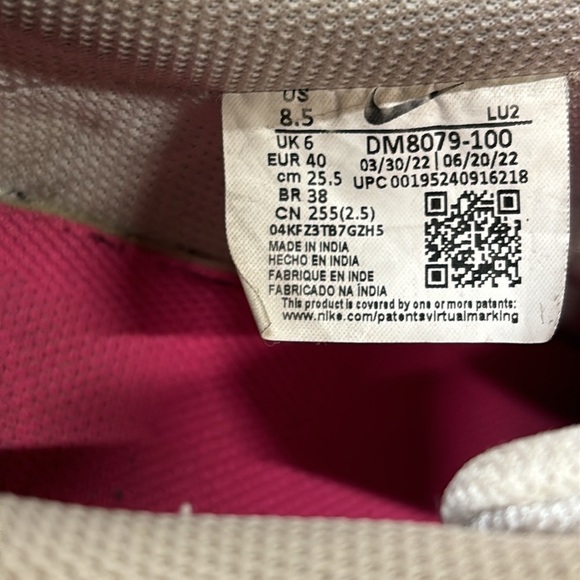 US
8.5
LU2
UK 6
DM8079-100
EUR 40
03/30/22 | 06/20/22
cm 25.5
UPC 00195240916218
BR 38
CN 255(2.5)
04KFZ3TB7GZH5
MADE IN INDIA
HECHO EN INDIA
FABRIQUE EN INDE
FABRICADO NA ÍNDIA
This product is covered by one or more patents:
www.nike.com/patentsvirtualmarking